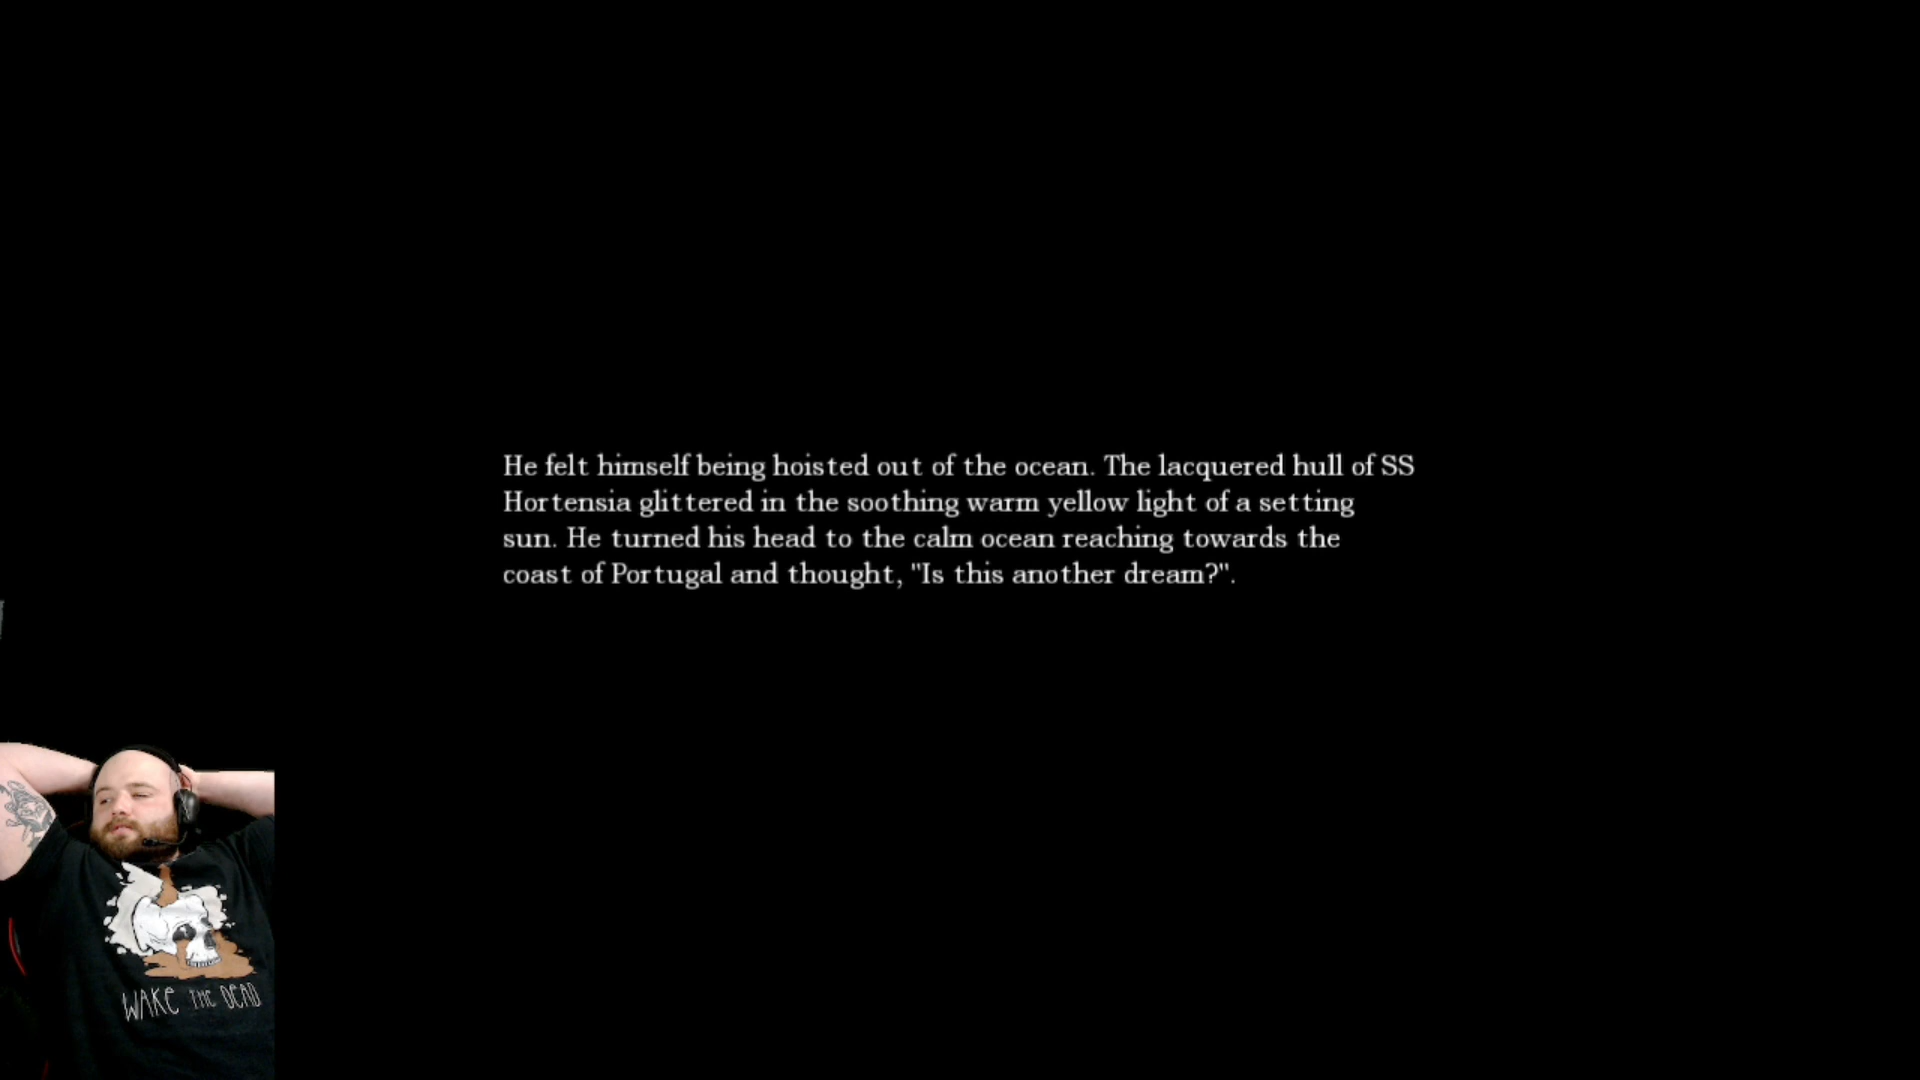 He felt himself being hoisted out of the ocean. The lacquered hull of SS
Hortensia glittered in the soothing warm yellow light of a setting
sun. He turned his head to the calm ocean reaching towards the
coast of Portugal and thought, "Is this another dream?".
WAKE THE DEAD